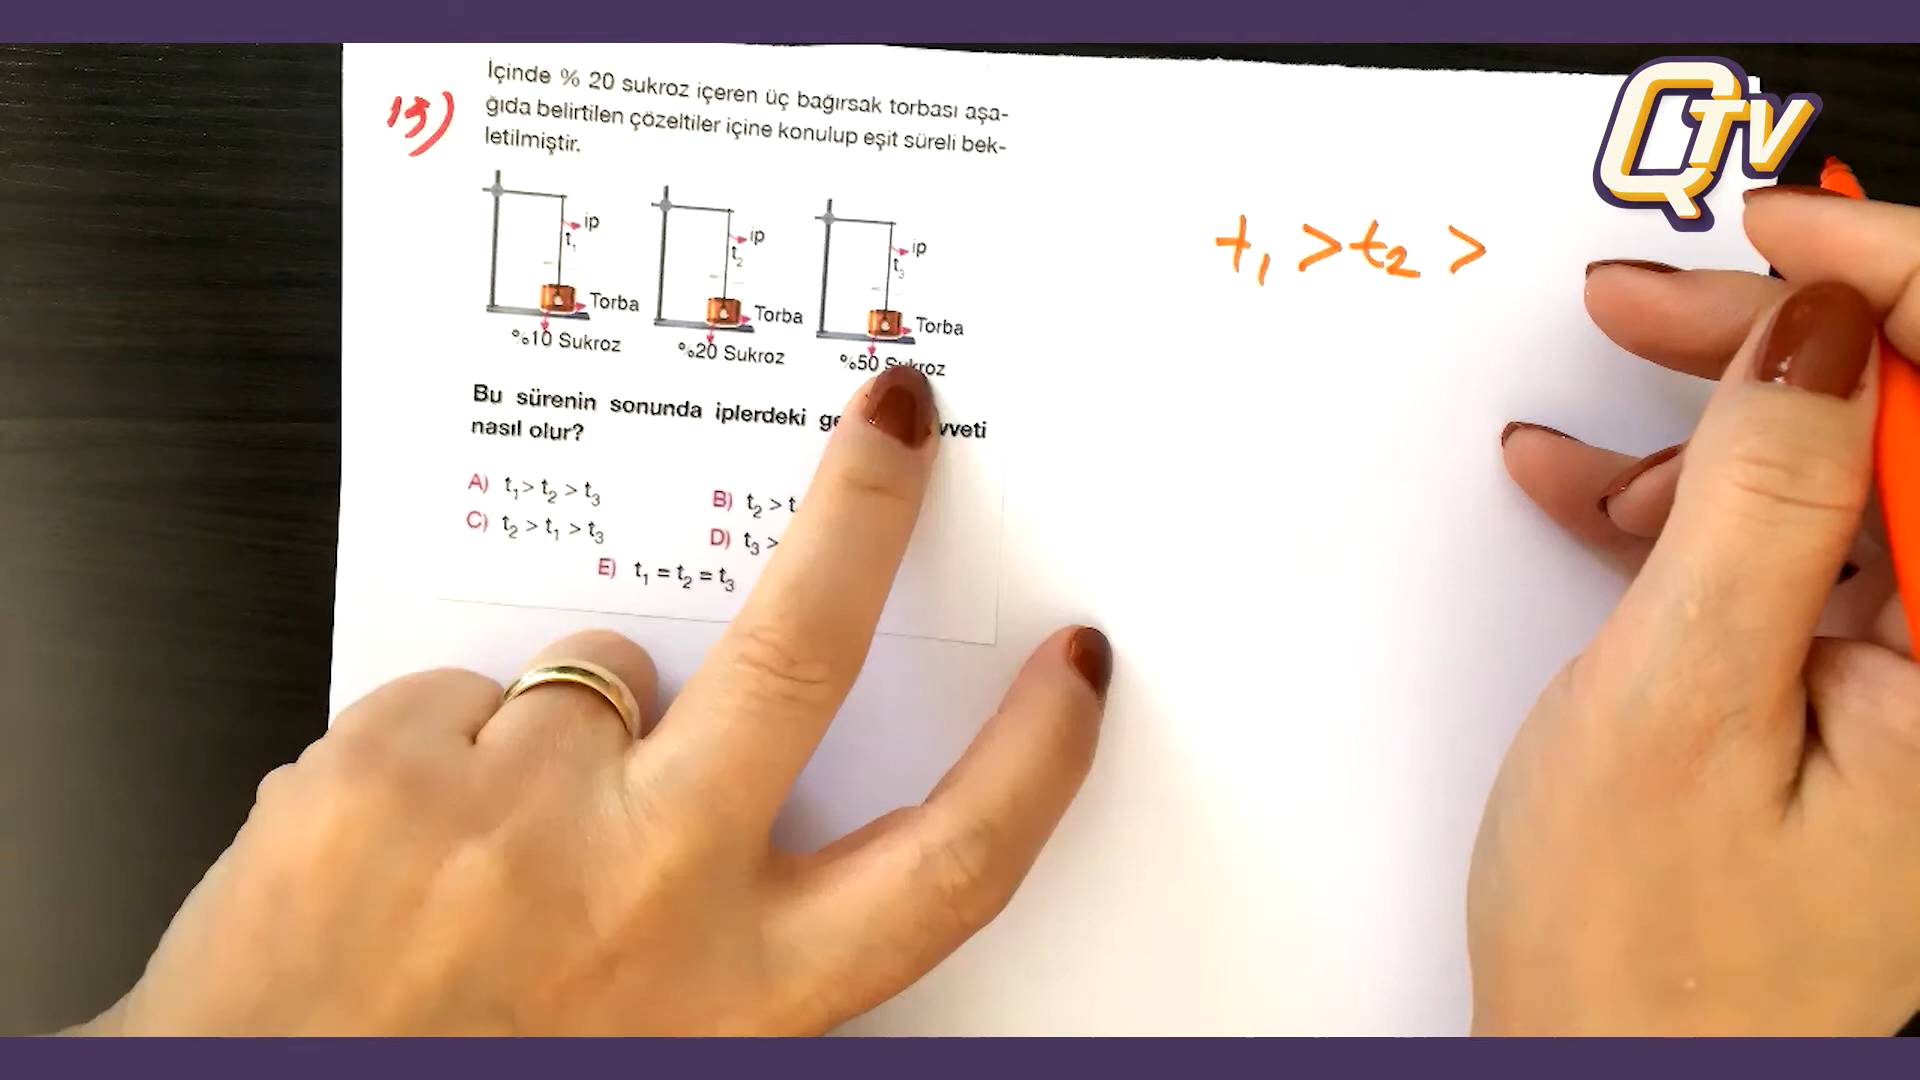 15)
İçinde % 20 sukroz içeren üç bağırsak torbası aşa-
ğıda belirtilen çözeltiler içine konulup eşit süreli bek-
letilmiştir.
ip
t₁
Torba
%10 Sukroz
ip
t₂
Torba
%20 Sukroz
ip
t₃
Torba
%50 Sukroz
Bu sürenin sonunda iplerdeki
nasıl olur?
A) t₁ > t₂ > t₃
B) t₂ > t
C) t₂ > t₁ > t₃
D) t₃ >
E) t₁ = t₂ = t₃
t₁ > t₂ >
QTV